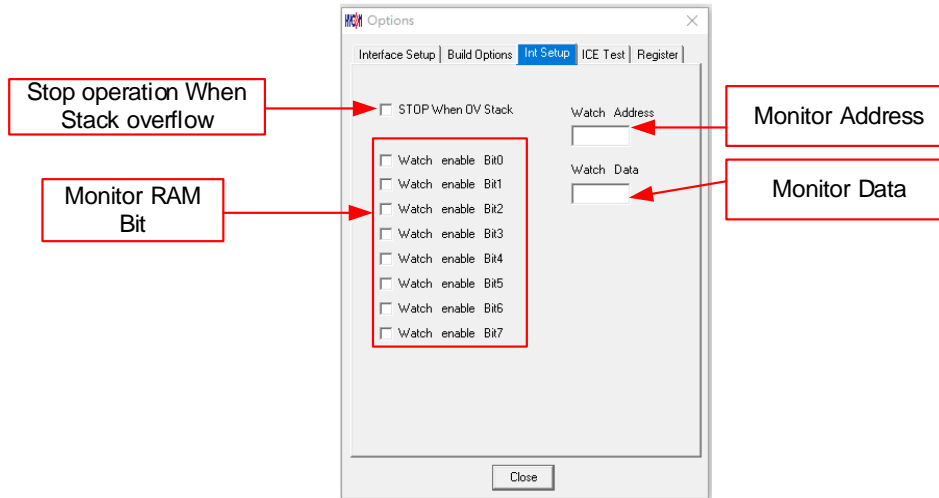 HYCON Options
Interface Setup Build Options Int Setup ICE Test Register
Stop operation When
Stack overflow
STOP When OV Stack
Watch Address
Monitor Address
Watch enable Bit0
Watch Data
Watch enable Bit1
Monitor Data
Monitor RAM
Bit
Watch enable Bit2
Watch enable Bit3
Watch enable Bit4
Watch enable Bit5
Watch enable Bit6
Watch enable Bit7
Close